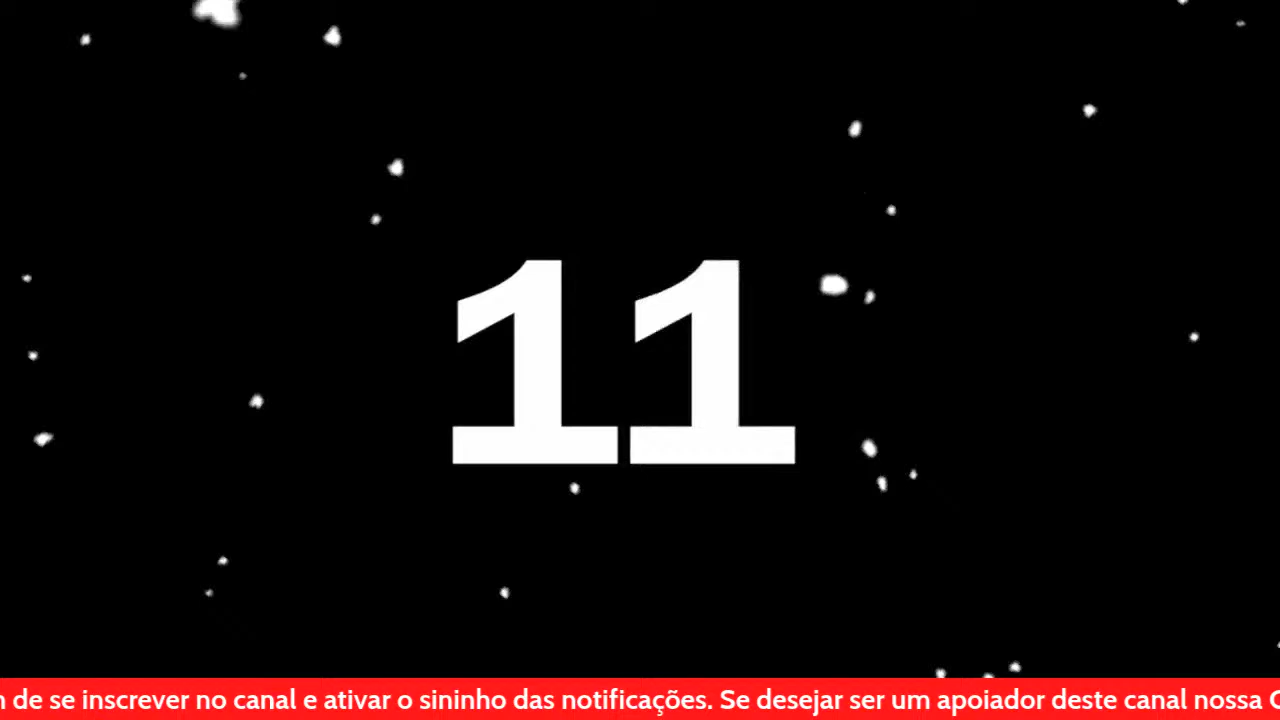 11
de se inscrever no canal e ativar o sininho das notificações. Se desejar ser um apoiador deste canal nossa